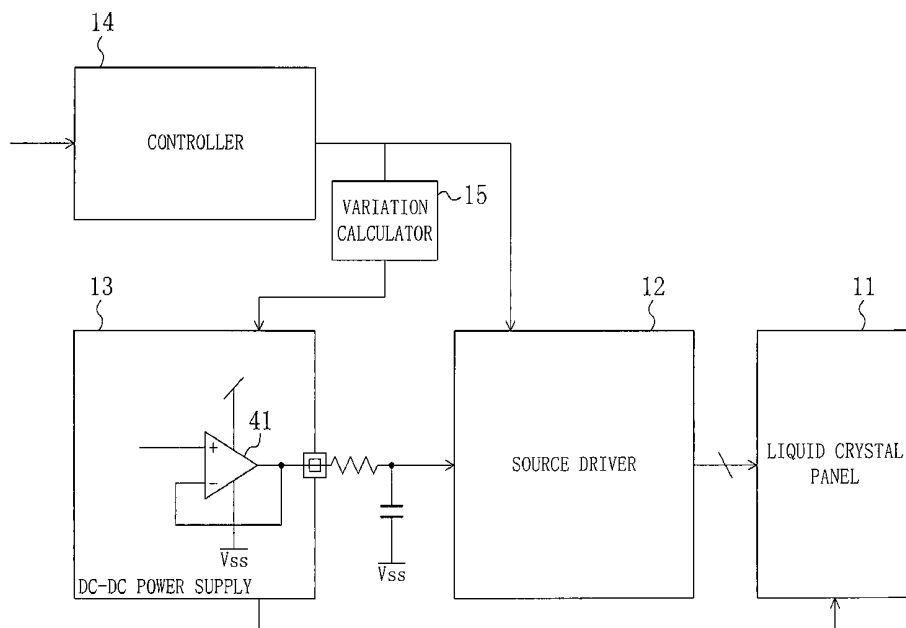 14
CONTROLLER
15
VARIATION
CALCULATOR
13
12
11
41
+
−
SOURCE DRIVER
LIQUID CRYSTAL
PANEL
Vss
Vss
DC-DC POWER SUPPLY